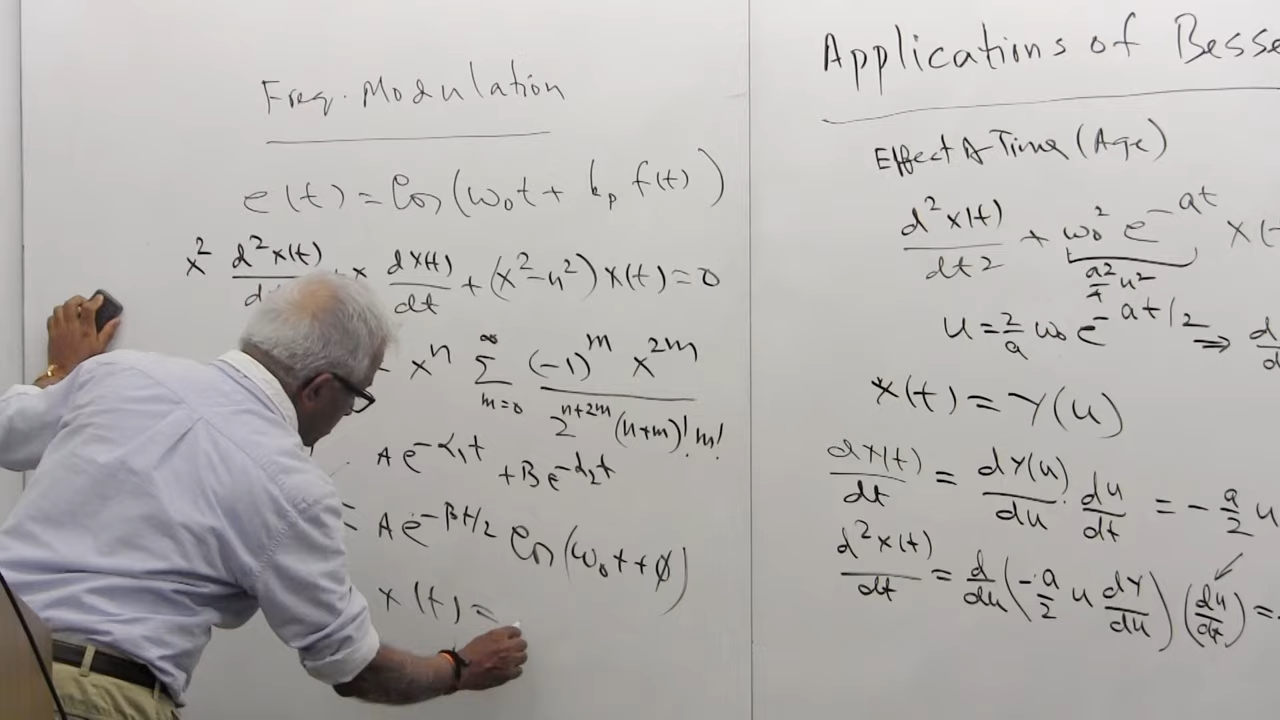 Freq. Modulation
e(t) = Cos(ω₀t + k_p f(t))
x² d²x(t)/d + x dx(t)/dt + (x² - n²) x(t) = 0
xⁿ Σ_{m=0}^{∞} (-1)^m x^{2m} / 2^{n+2m} (n+m)! m!
A e^{-α₁t} + B e^{-α₂t}
= A e^{-βt/2} Cos(ω₀t + ϕ)
x(t) =
Applications of Besse
Effect of Time (Age)
d²x(t)/dt2 + ω₀² e^{-at} x(
a²/4 u²
u = 2/a ω₀ e^{-at/2} ⇒ d/d
x(t) = Y(u)
dx(t)/dt = dY(u)/du · du/dt = - a/2 u
d²x(t)/dt = d/du (- a/2 u dY/du) (du/dt) =